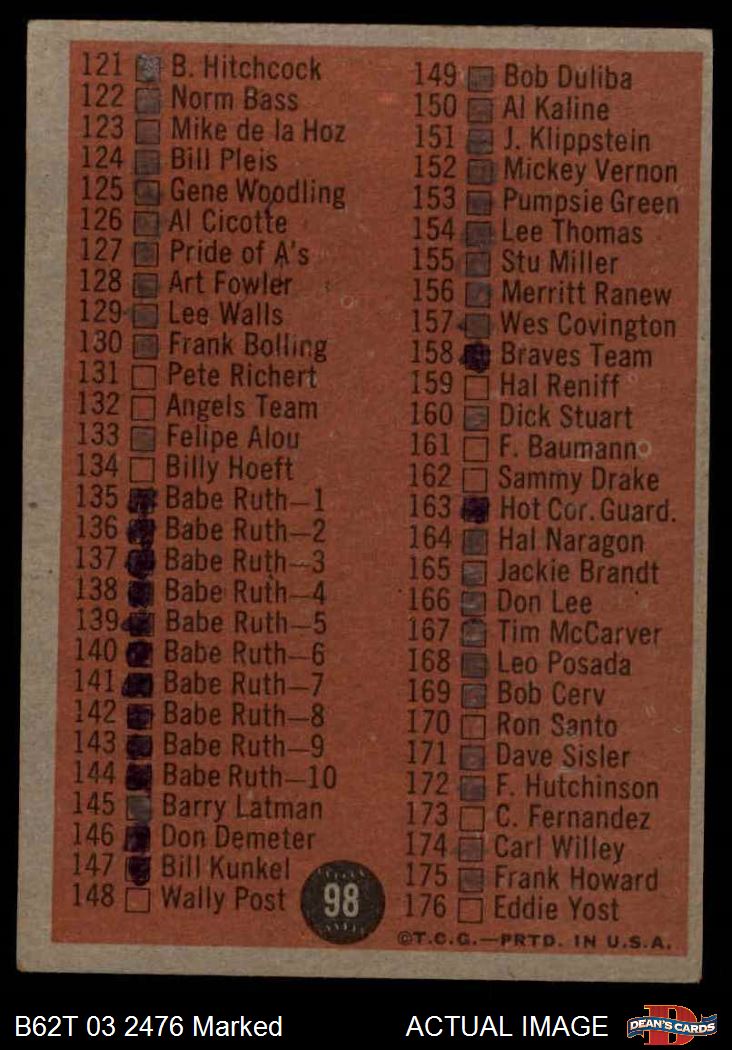 121 B. Hitchcock
122 Norm Bass
123 Mike de la Hoz
124 Bill Pleis
125 Gene Woodling
126 Al Cicotte
127 Pride of A's
128 Art Fowler
129 Lee Walls
130 Frank Bolling
131 Pete Richert
132 Angels Team
133 Felipe Alou
134 Billy Hoeft
135 Babe Ruth—1
136 Babe Ruth—2
137 Babe Ruth—3
138 Babe Ruth—4
139 Babe Ruth—5
140 Babe Ruth—6
141 Babe Ruth—7
142 Babe Ruth—8
143 Babe Ruth—9
144 Babe Ruth—10
145 Barry Latman
146 Don Demeter
147 Bill Kunkel
148 Wally Post
149 Bob Duliba
150 Al Kaline
151 J. Klippstein
152 Mickey Vernon
153 Pumpsie Green
154 Lee Thomas
155 Stu Miller
156 Merritt Ranew
157 Wes Covington
158 Braves Team
159 Hal Reniff
160 Dick Stuart
161 F. Baumann
162 Sammy Drake
163 Hot Cor. Guard.
164 Hal Naragon
165 Jackie Brandt
166 Don Lee
167 Tim McCarver
168 Leo Posada
169 Bob Cerv
170 Ron Santo
171 Dave Sisler
172 F. Hutchinson
173 C. Fernandez
174 Carl Willey
175 Frank Howard
176 Eddie Yost
98
©T.C.G.—PRTD. IN U.S.A.
B62T 03 2476 Marked
ACTUAL IMAGE
DEAN'S CARDS